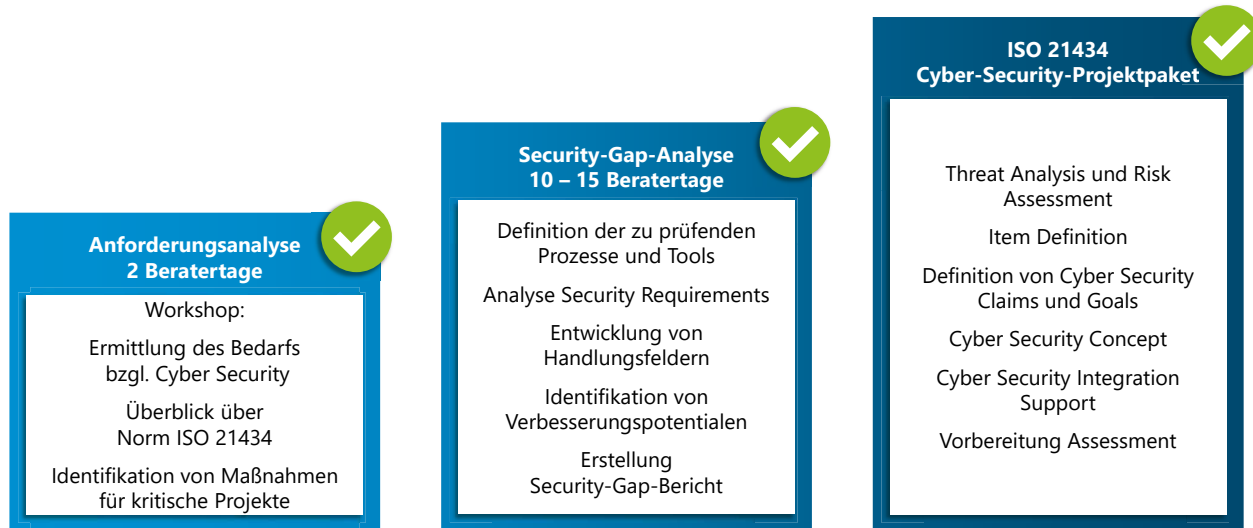 Anforderungsanalyse
2 Beratertage
Workshop:
Ermittlung des Bedarfs
bzgl. Cyber Security
Überblick über
Norm ISO 21434
Identifikation von Maßnahmen
für kritische Projekte
Security-Gap-Analyse
10 – 15 Beratertage
Definition der zu prüfenden
Prozesse und Tools
Analyse Security Requirements
Entwicklung von
Handlungsfeldern
Identifikation von
Verbesserungspotentialen
Erstellung
Security-Gap-Bericht
ISO 21434
Cyber-Security-Projektpaket
Threat Analysis und Risk
Assessment
Item Definition
Definition von Cyber Security
Claims und Goals
Cyber Security Concept
Cyber Security Integration
Support
Vorbereitung Assessment